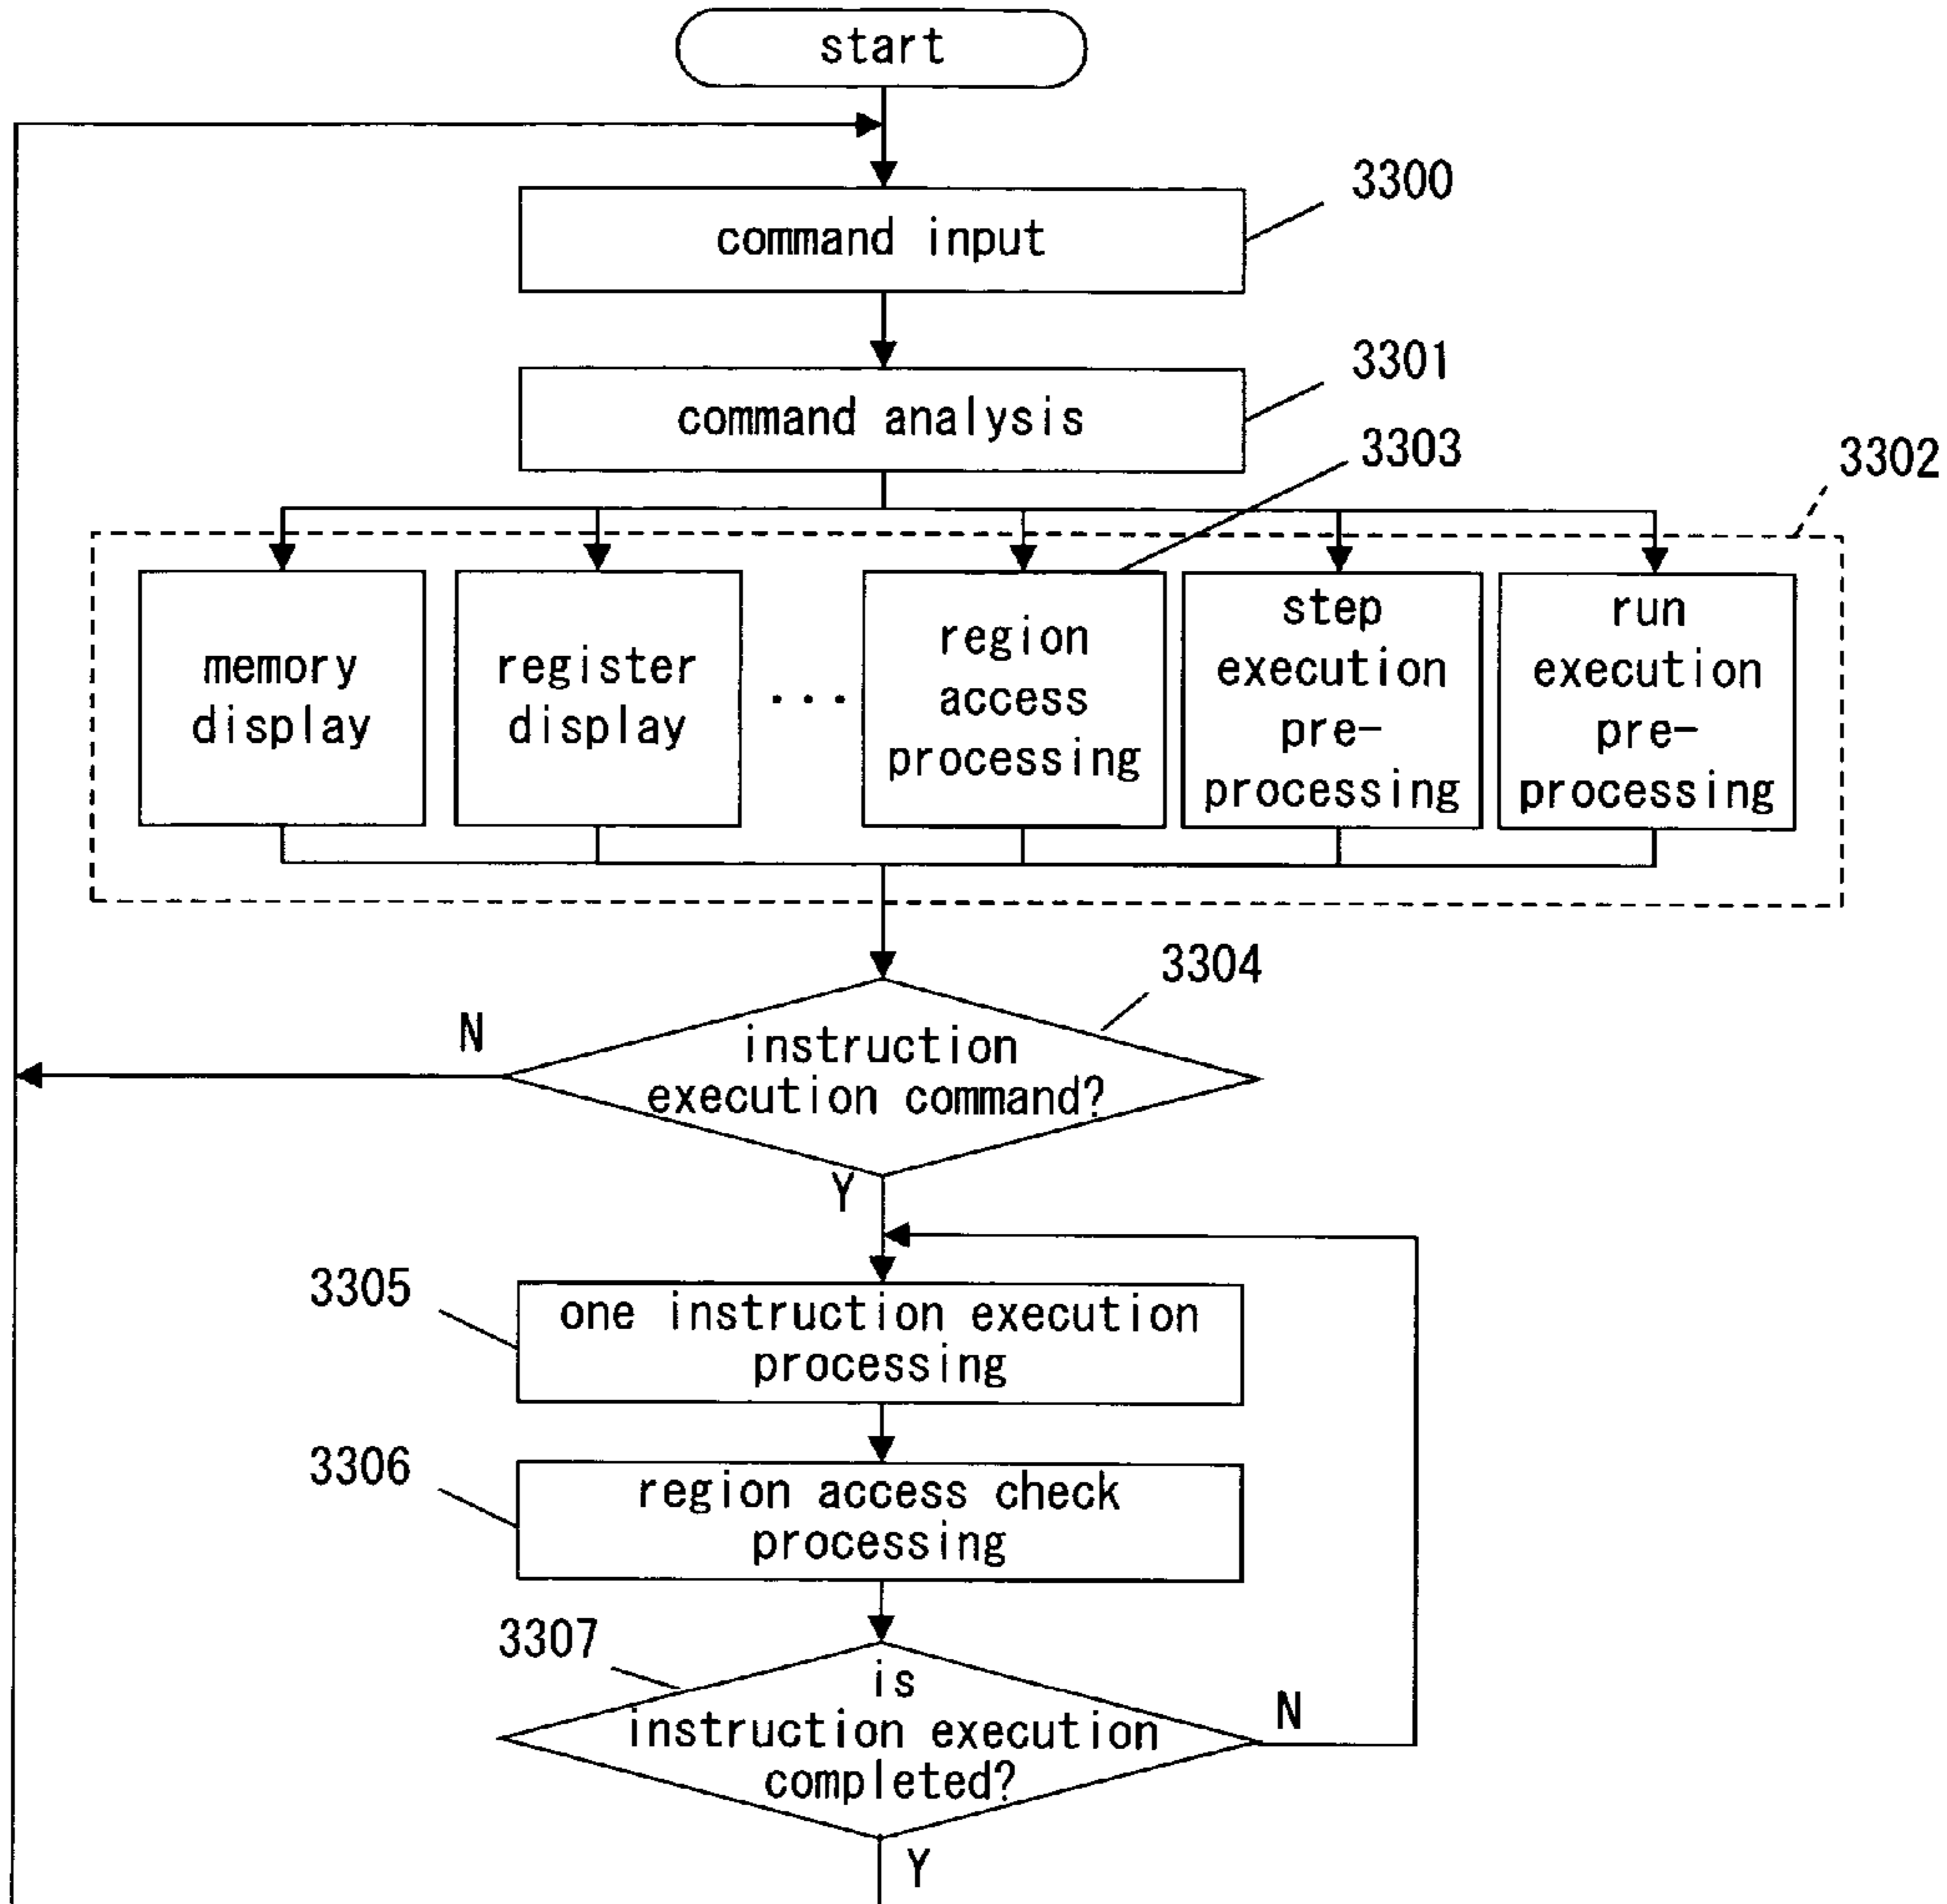 start
3300
command input
3301
command analysis
3303
3302
memory
display
register
display
...
region
access
processing
step
execution
pre-
processing
run
execution
pre-
processing
3304
N
instruction
execution command?
Y
3305
one instruction execution
processing
3306
region access check
processing
3307
is
instruction execution
completed?
N
Y